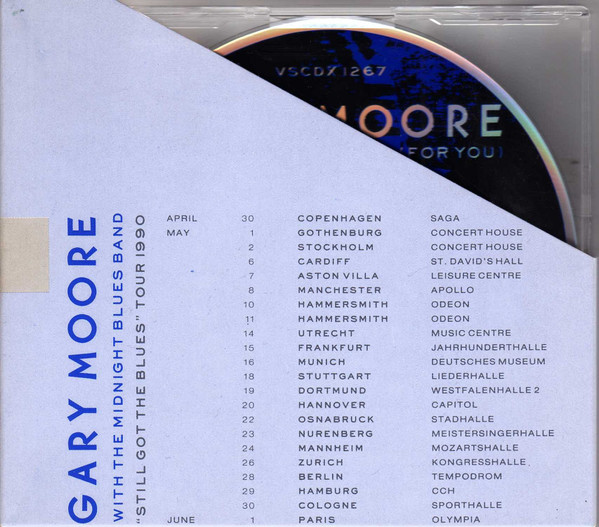 VSCDX 1267
MOORE
(FOR YOU)
GARY MOORE
WITH THE MIDNIGHT BLUES BAND
"STILL GOT THE BLUES" TOUR 1990
APRIL 30 COPENHAGEN SAGA
MAY 1 GOTHENBURG CONCERT HOUSE
2 STOCKHOLM CONCERT HOUSE
6 CARDIFF ST. DAVID'S HALL
7 ASTON VILLA LEISURE CENTRE
8 MANCHESTER APOLLO
10 HAMMERSMITH ODEON
11 HAMMERSMITH ODEON
14 UTRECHT MUSIC CENTRE
15 FRANKFURT JAHRHUNDERTHALLE
16 MUNICH DEUTSCHES MUSEUM
18 STUTTGART LIEDERHALLE
19 DORTMUND WESTFALENHALLE 2
20 HANNOVER CAPITOL
22 OSNABRUCK STADHALLE
23 NURENBERG MEISTERSINGERHALLE
24 MANNHEIM MOZARTSHALLE
26 ZURICH KONGRESSHALLE
28 BERLIN TEMPODROM
29 HAMBURG CCH
30 COLOGNE SPORTHALLE
JUNE 1 PARIS OLYMPIA